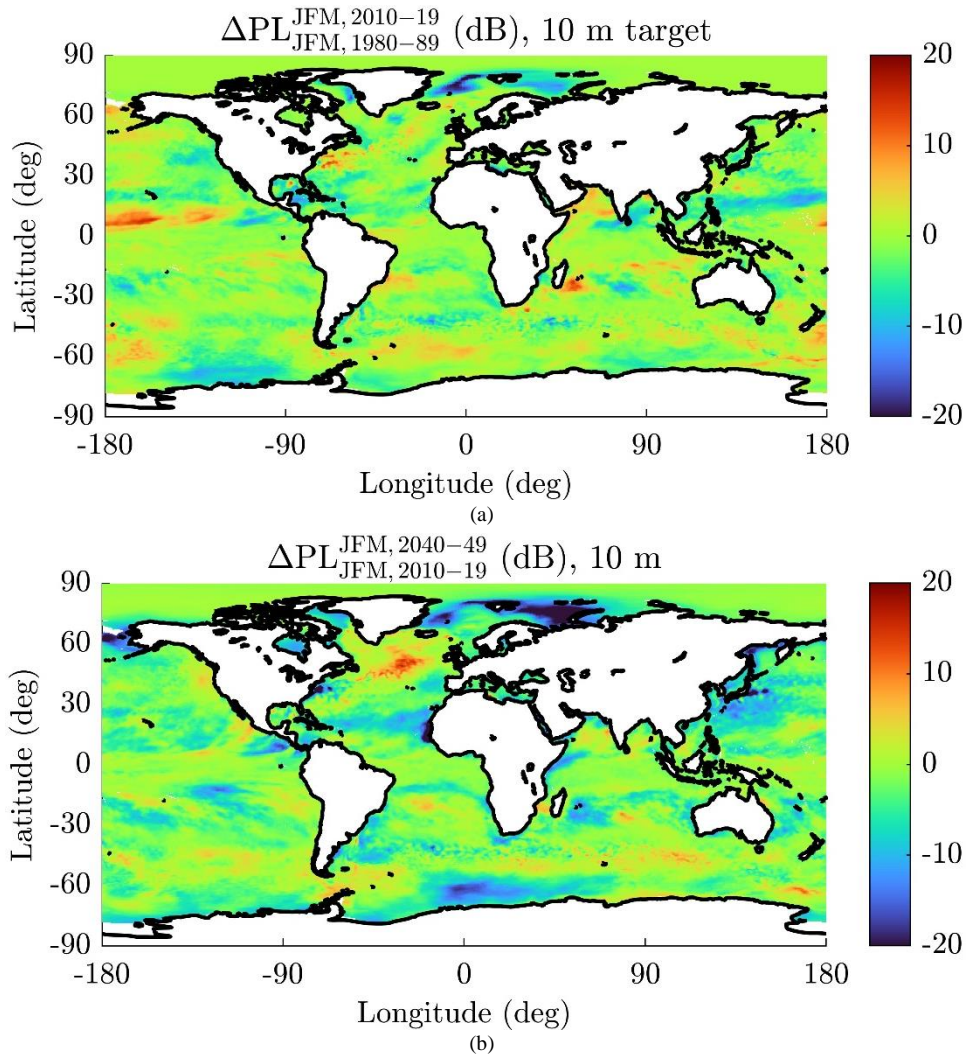 ΔPL^{JFM, 2010−19}_{JFM, 1980−89} (dB), 10 m target
90
60
30
0
-30
-60
-90
Latitude (deg)
-180 -90 0 90 180
Longitude (deg)
20
10
0
-10
-20
(a)
ΔPL^{JFM, 2040−49}_{JFM, 2010−19} (dB), 10 m
90
60
30
0
-30
-60
-90
Latitude (deg)
-180 -90 0 90 180
Longitude (deg)
20
10
0
-10
-20
(b)